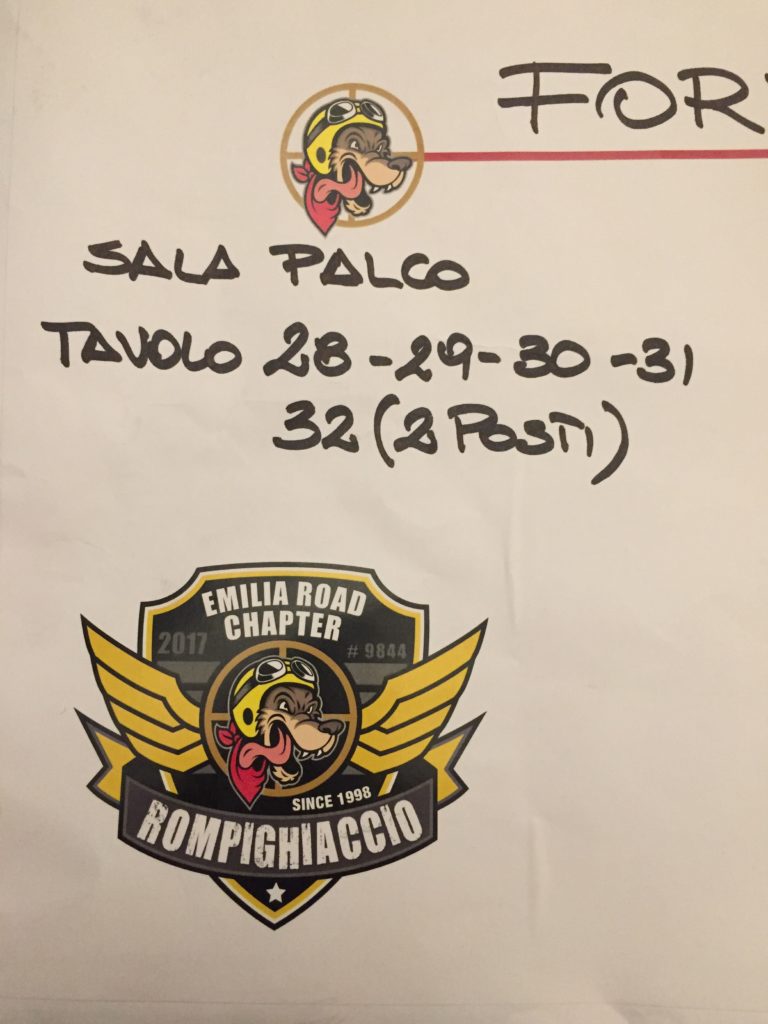 FOR
SALA PALCO
TAVOLO 28-29-30-31
32 (2 POSTI)
EMILIA ROAD
CHAPTER
2017 # 9844
SINCE 1998
ROMPIGHIACCIO